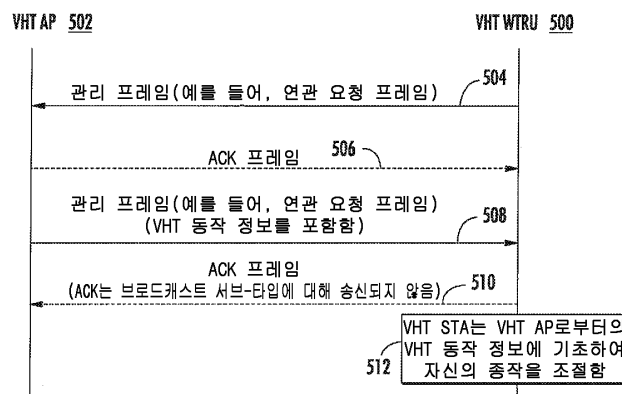 VHT AP 502
VHT WTRU 500
관리 프레임(예를 들어, 연관 요청 프레임)
504
ACK 프레임
506
관리 프레임(예를 들어, 연관 요청 프레임)
(VHT 동작 정보를 포함함)
508
ACK 프레임
(ACK는 브로드캐스트 서브-타입에 대해 송신되지 않음)
510
VHT STA는 VHT AP로부터의
VHT 동작 정보에 기초하여
자신의 종작을 조절함
512